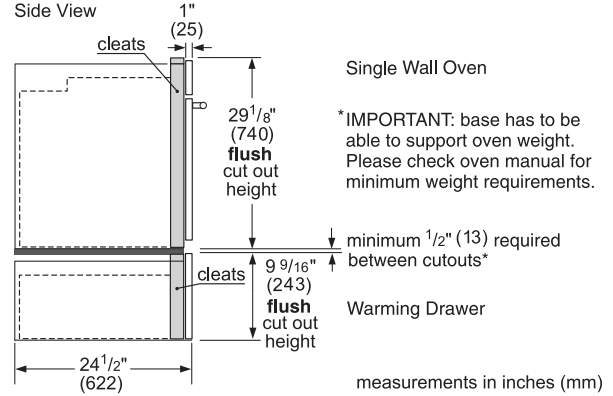 Side View
1"
(25)
cleats
Single Wall Oven
29 1/8"
(740)
flush
cut out
height
*IMPORTANT: base has to be
able to support oven weight.
Please check oven manual for
minimum weight requirements.
minimum 1/2" (13) required
between cutouts*
cleats
9 9/16"
(243)
flush
cut out
height
Warming Drawer
24 1/2"
(622)
measurements in inches (mm)